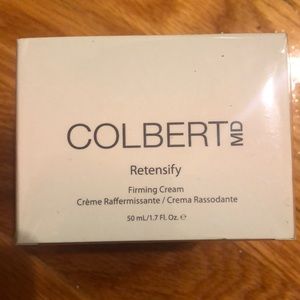 COLBERT MD
Retensify
Firming Cream
Crème Raffermissante / Crema Rassodante
50 mL/1.7 Fl. Oz. ℮